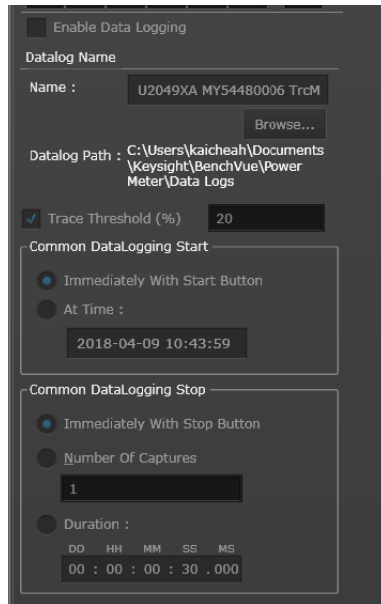 Enable Data Logging
Datalog Name
Name : U2049XA MY54480006 TrcM
Browse...
Datalog Path : C:\Users\kaicheah\Documents
\Keysight\BenchVue\Power
Meter\Data Logs
Trace Threshold (%) 20
Common DataLogging Start
Immediately With Start Button
At Time :
2018-04-09 10:43:59
Common DataLogging Stop
Immediately With Stop Button
Number Of Captures
1
Duration :
DD HH MM SS MS
00 : 00 : 00 : 30 .000